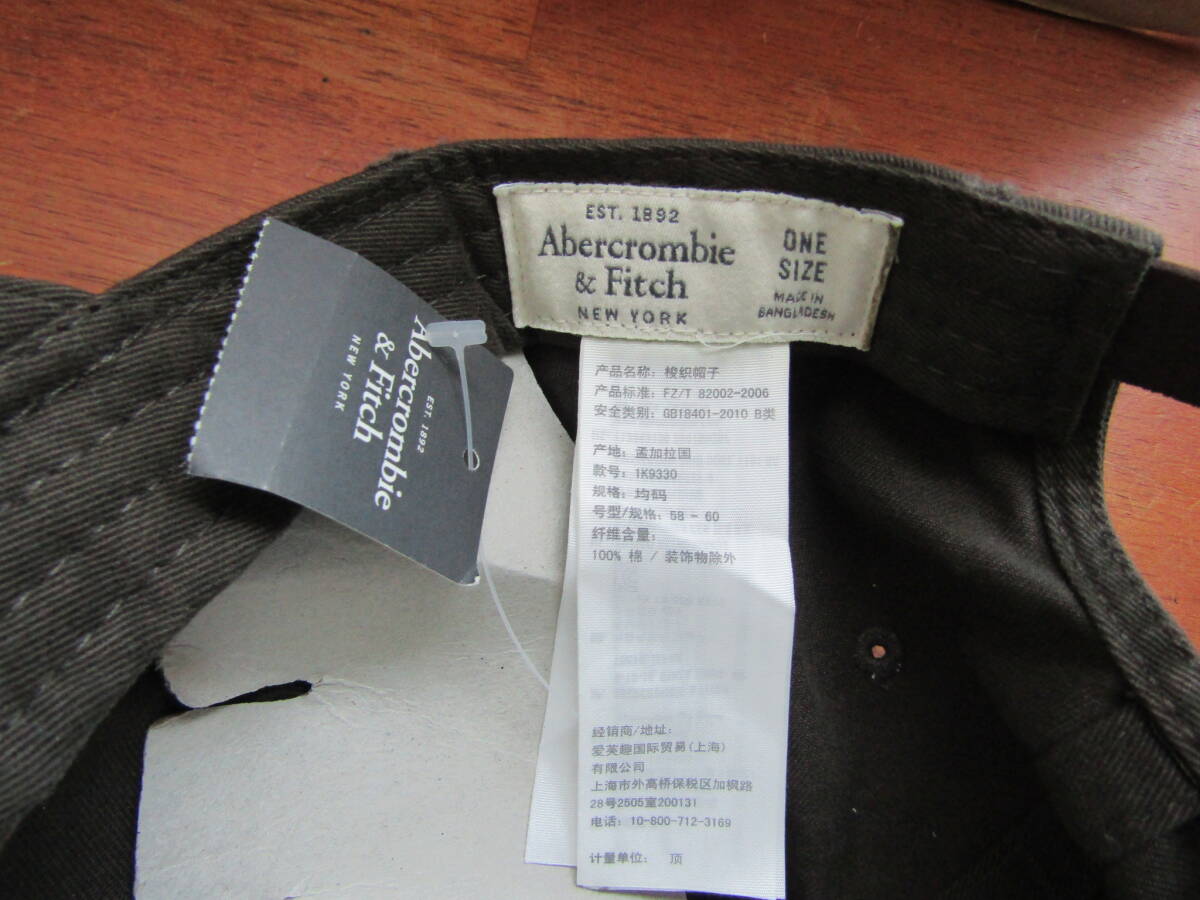 EST. 1892
Abercrombie
& Fitch
NEW YORK
ONE
SIZE
MADE IN
BANGLADESH
Abercrombie
& Fitch
EST. 1892
NEW YORK
产品名称: 梭织帽子
产品标准: FZ/T 82002-2006
安全类别: GB18401-2010 B类
产地: 孟加拉国
款号: 1K9330
规格: 均码
号型/规格: 58 - 60
纤维含量:
100% 棉 / 装饰物除外
经销商/地址:
爱芙趣国际贸易(上海)
有限公司
上海市外高桥保税区加枫路
28号2505室200131
电话: 10-800-712-3169
计量单位: 顶